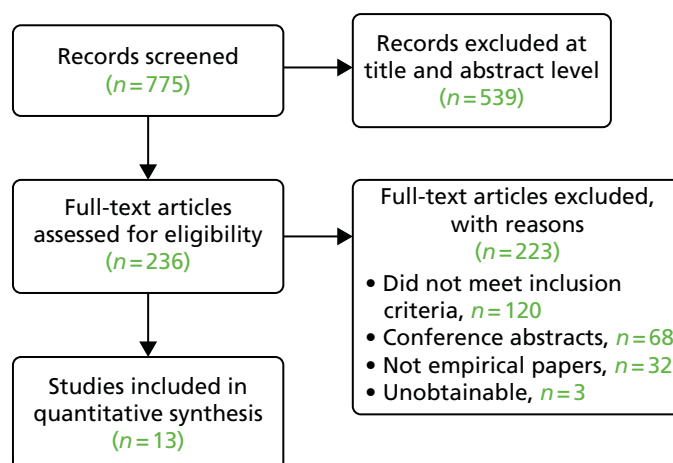 Records screened
(n=775)
Records excluded at
title and abstract level
(n=539)
Full-text articles
assessed for eligibility
(n=236)
Full-text articles excluded,
with reasons
(n=223)
• Did not meet inclusion
criteria, n=120
• Conference abstracts, n=68
• Not empirical papers, n=32
• Unobtainable, n=3
Studies included in
quantitative synthesis
(n=13)